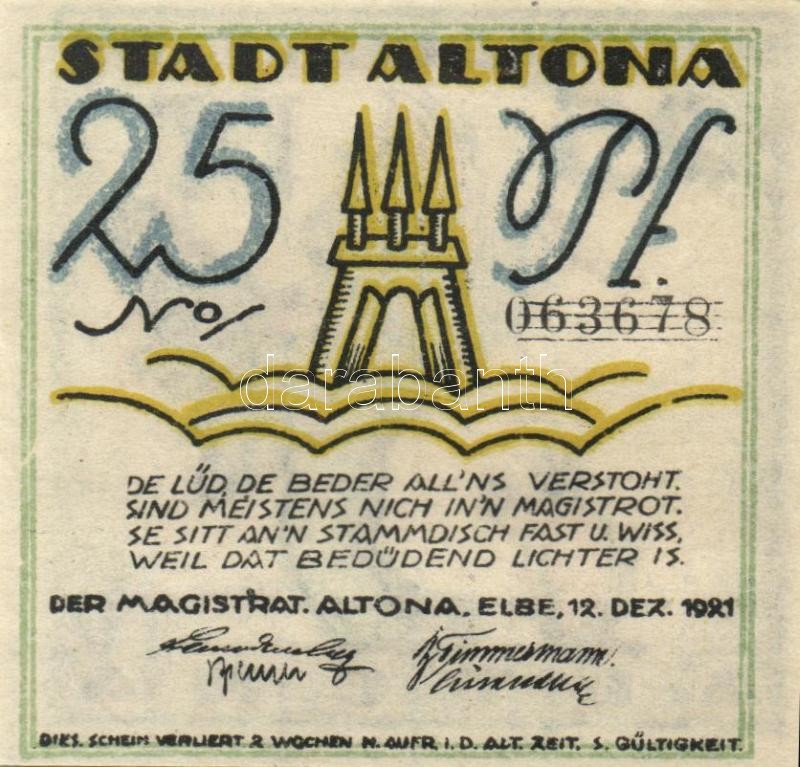 STADT ALTONA
25 Pf.
No/ 063678
darabanth
DE LÜD, DE BEDER ALL'NS VERSTOHT.
SIND MEISTENS NICH IN'N MAGISTROT.
SE SITT AN'N STAMMDISCH FAST U. WISS,
WEIL DAT BEDÜDEND LICHTER IS.
DER MAGISTRAT. ALTONA, ELBE, 12. DEZ. 1921
Zimmermann.
DIES. SCHEIN VERLIERT 2 WOCHEN N. AUFR. I. D. ALT. ZEIT. S. GÜLTIGKEIT.